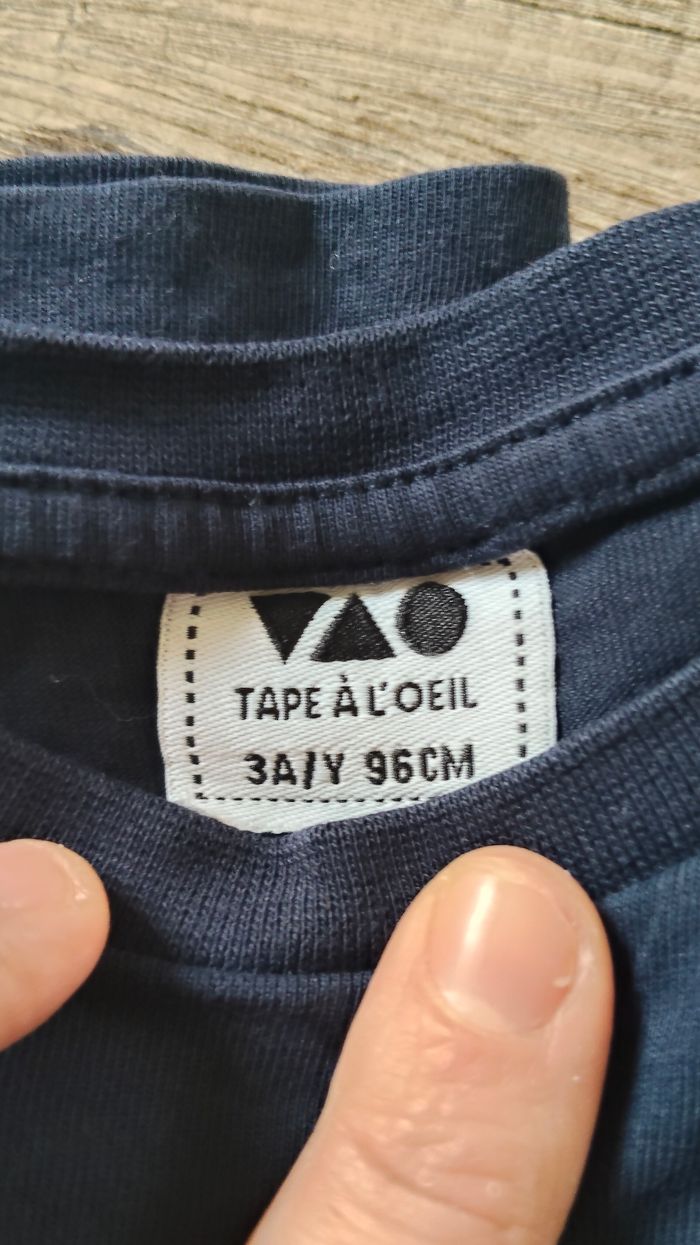 TAPE À L'OEIL
3A/Y 96CM